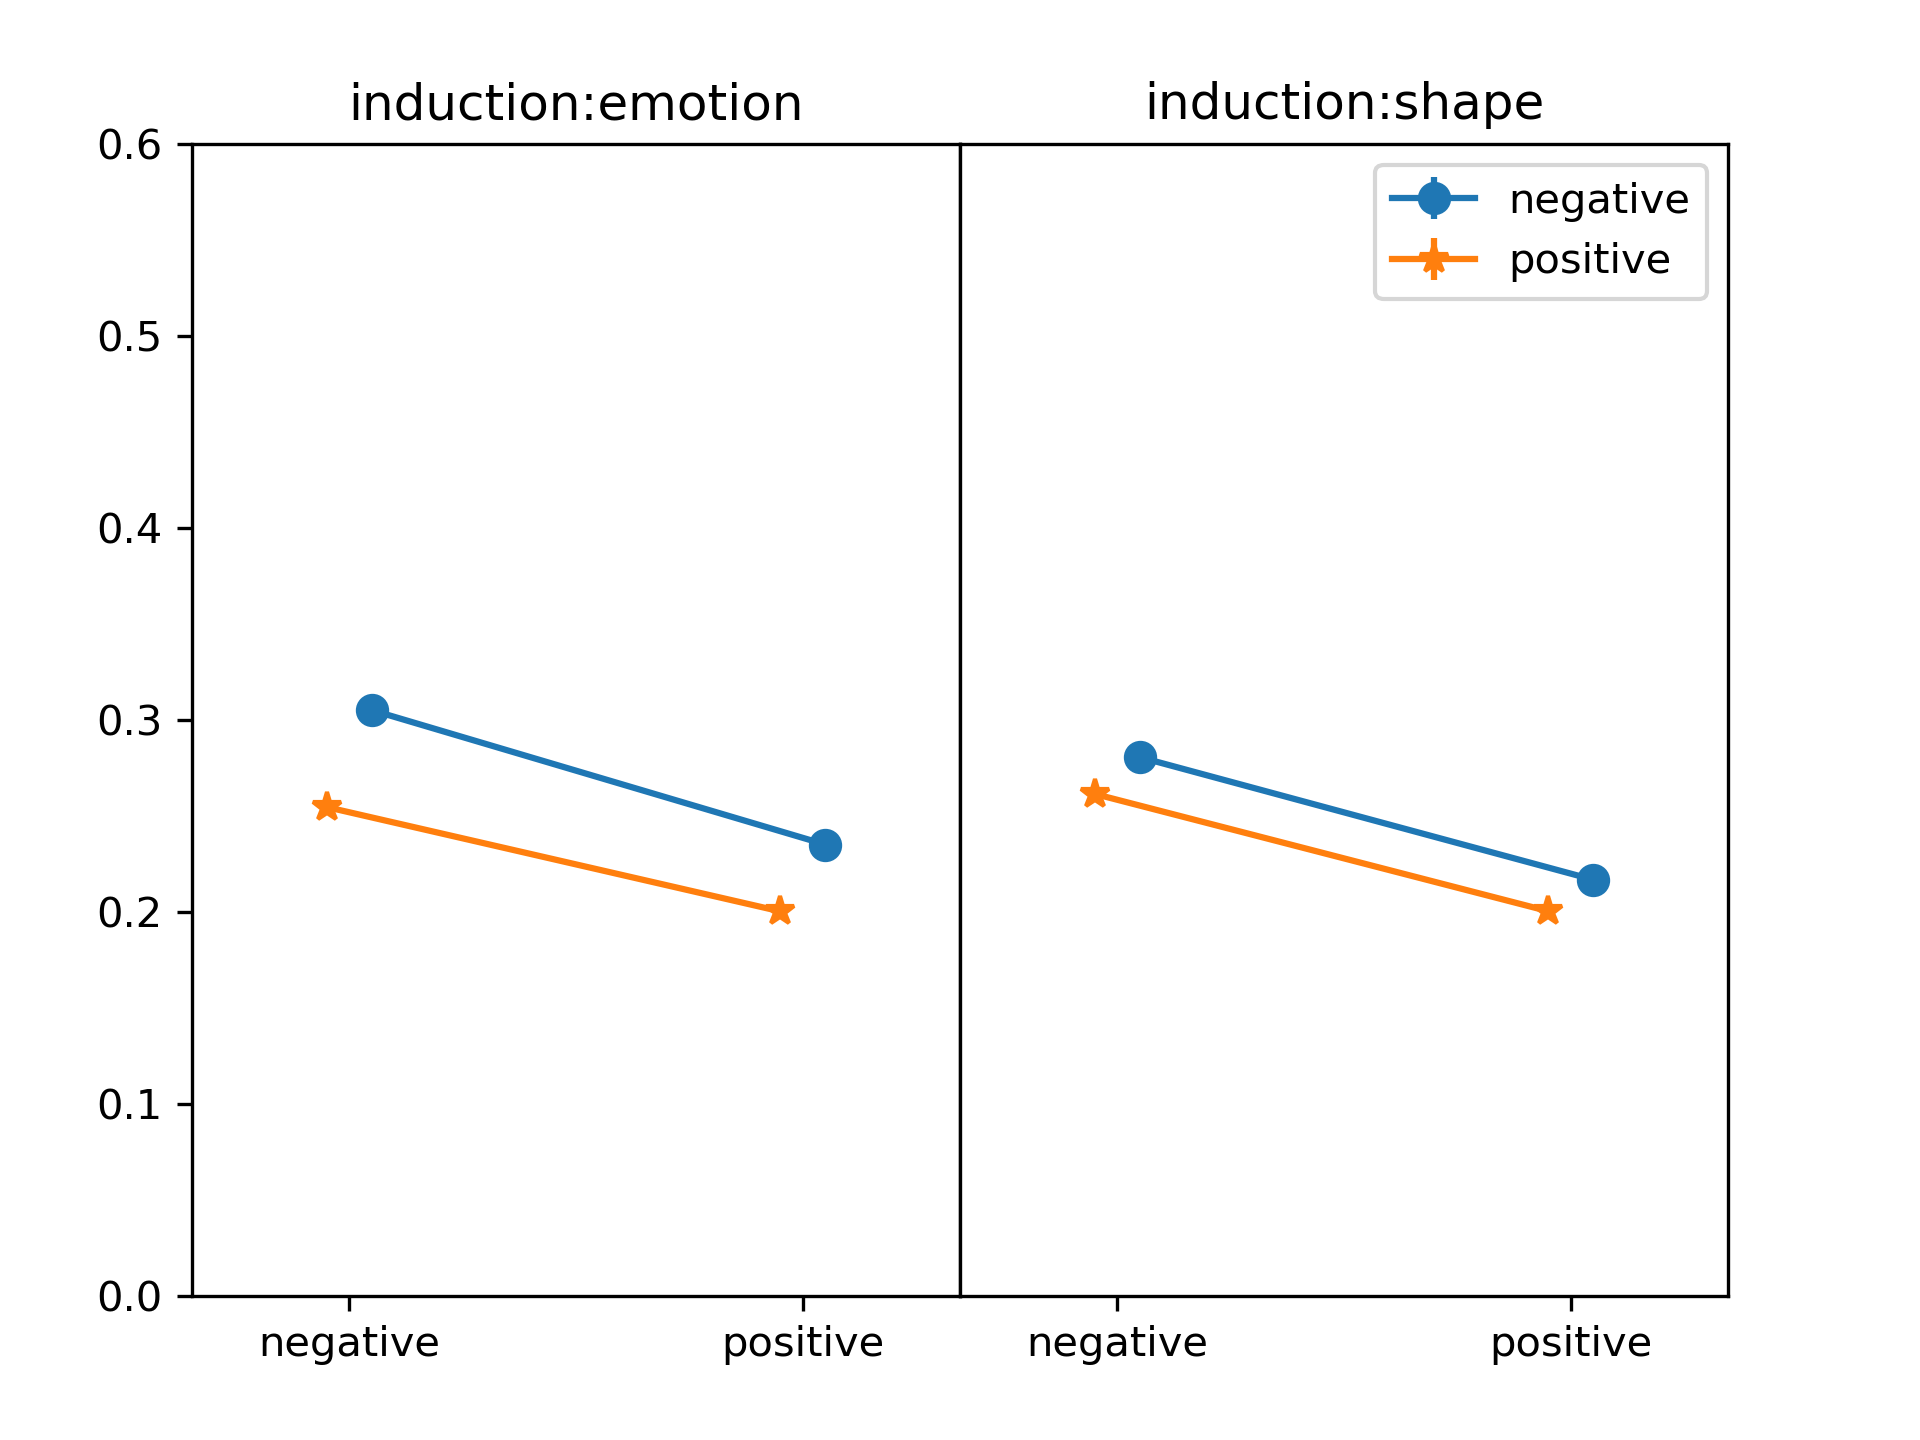 induction:emotion
induction:shape
negative
positive
0.6
0.5
0.4
0.3
0.2
0.1
0.0
negative
positive
negative
positive